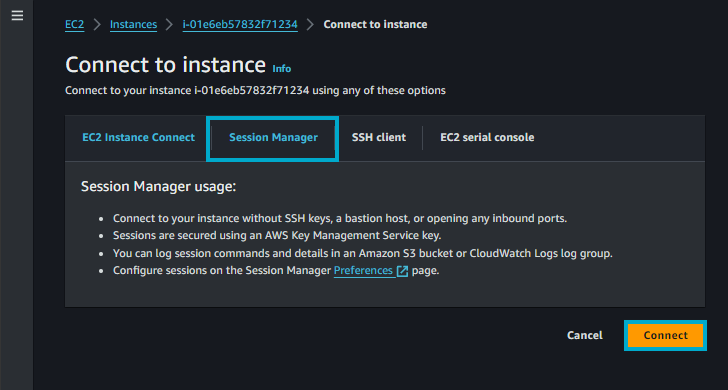 EC2 > Instances > i-01e6eb57832f71234 > Connect to instance
Connect to instance Info
Connect to your instance i-01e6eb57832f71234 using any of these options
EC2 Instance Connect Session Manager SSH client EC2 serial console
Session Manager usage:
• Connect to your instance without SSH keys, a bastion host, or opening any inbound ports.
• Sessions are secured using an AWS Key Management Service key.
• You can log session commands and details in an Amazon S3 bucket or CloudWatch Logs log group.
• Configure sessions on the Session Manager Preferences page.
Cancel Connect